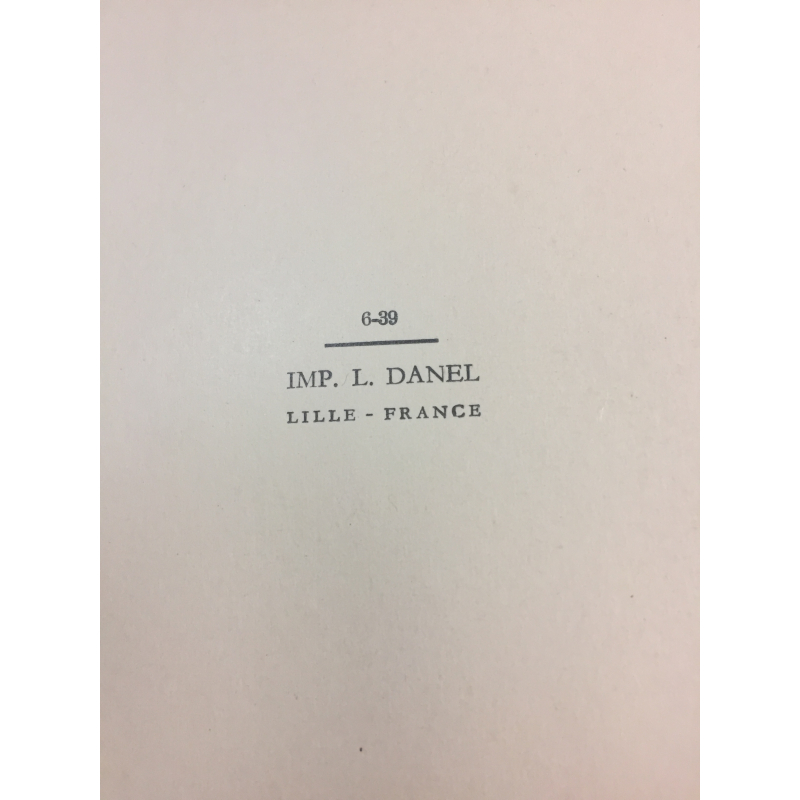 6-39
IMP. L. DANEL
LILLE - FRANCE